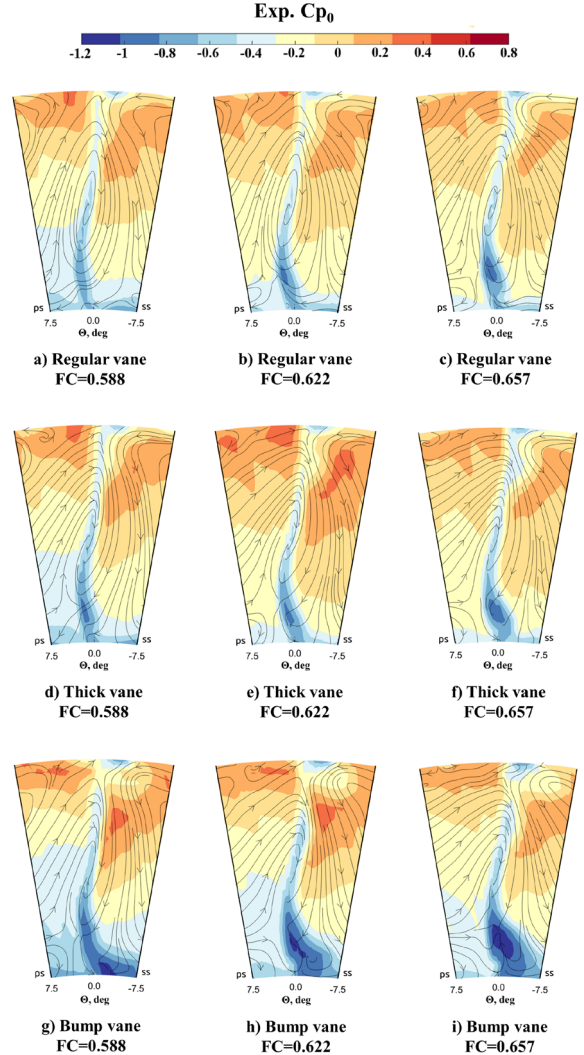 Exp. Cp0
-1.2 -1 -0.8 -0.6 -0.4 -0.2 0 0.2 0.4 0.6 0.8
ps ss ps ss ps ss
7.5 0.0 -7.5 7.5 0.0 -7.5 7.5 0.0 -7.5
Θ, deg Θ, deg Θ, deg
a) Regular vane b) Regular vane c) Regular vane
FC=0.588 FC=0.622 FC=0.657
ps ss ps ss ps ss
7.5 0.0 -7.5 7.5 0.0 -7.5 7.5 0.0 -7.5
Θ, deg Θ, deg Θ, deg
d) Thick vane e) Thick vane f) Thick vane
FC=0.588 FC=0.622 FC=0.657
ps ss ps ss ps ss
7.5 0.0 -7.5 7.5 0.0 -7.5 7.5 0.0 -7.5
Θ, deg Θ, deg Θ, deg
g) Bump vane h) Bump vane i) Bump vane
FC=0.588 FC=0.622 FC=0.657